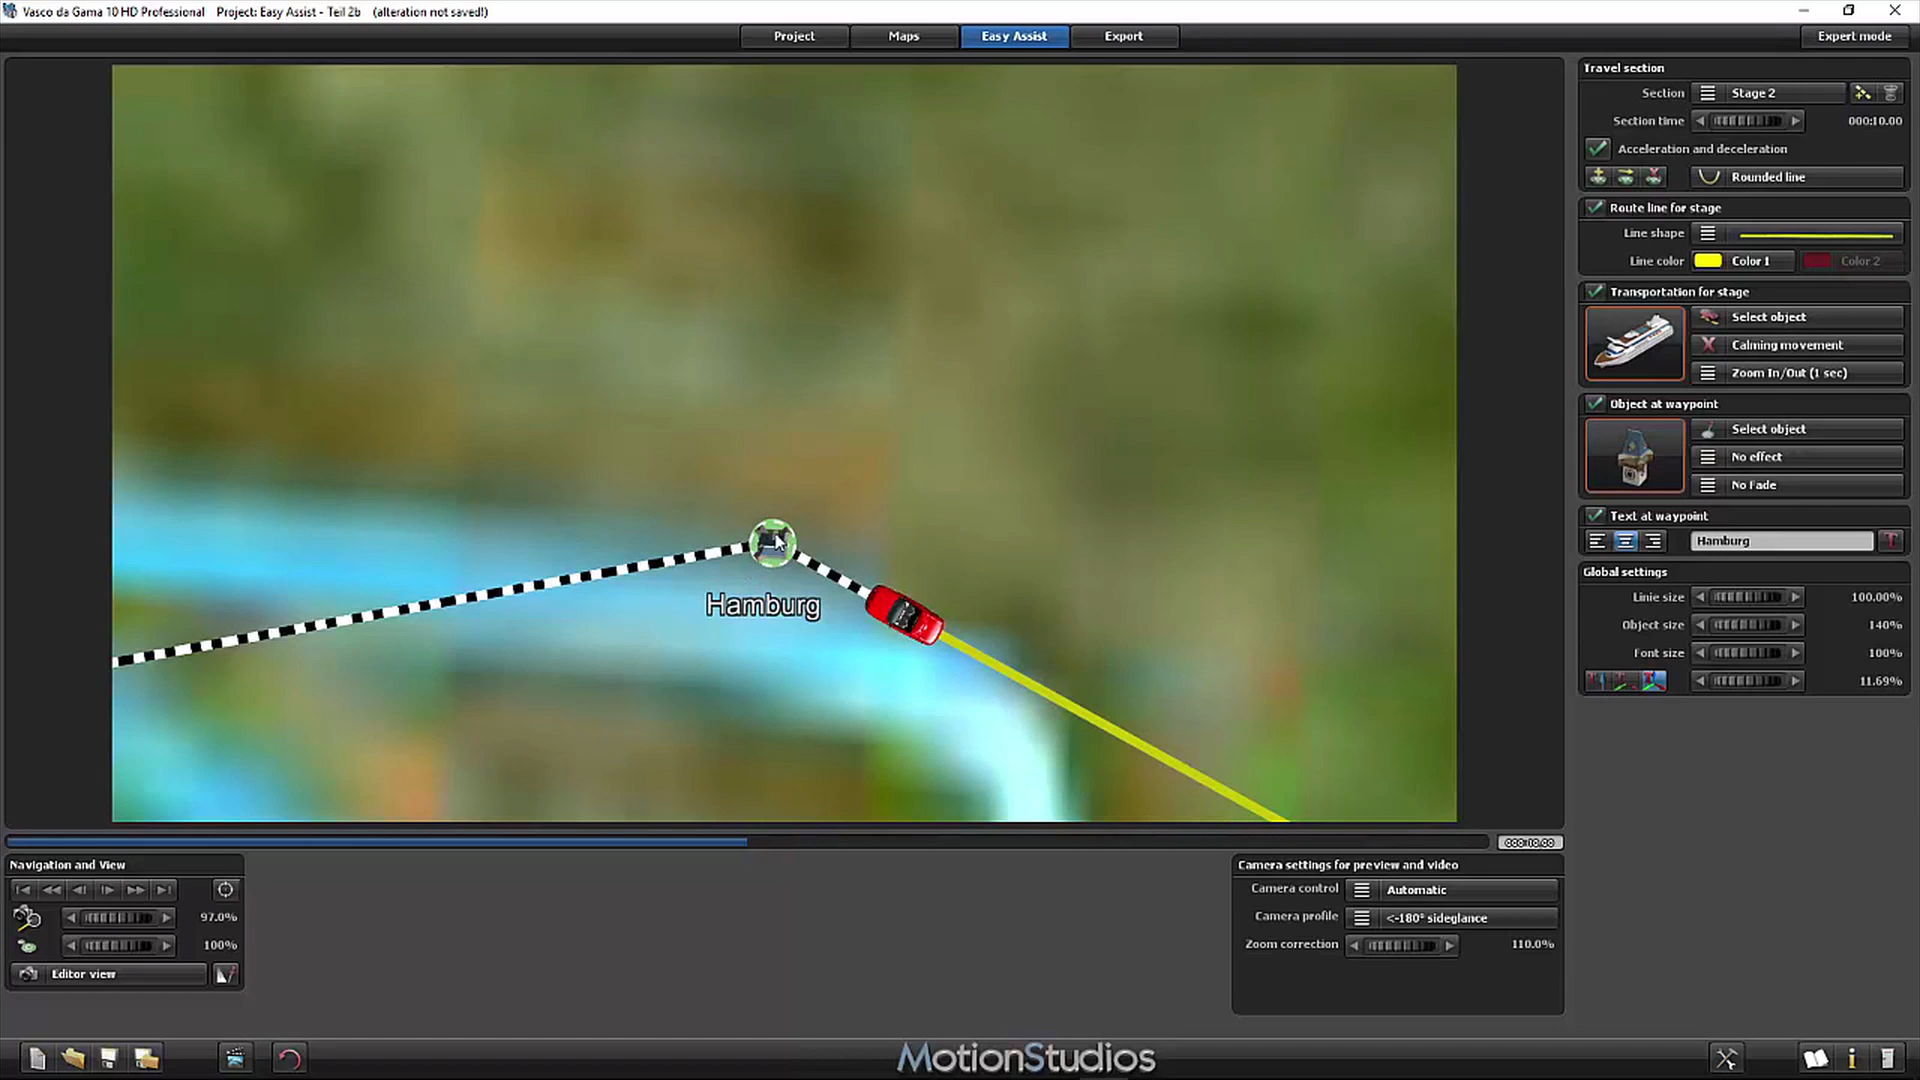 Vasco da Gama 10 HD Professional Project: Easy Assist - Teil 2b (alteration not saved!)
Project Maps Easy Assist Export Expert mode
Travel section
Section Stage 2
Section time 000:10.00
Acceleration and deceleration
Rounded line
Route line for stage
Line shape
Line color Color 1 Color 2
Transportation for stage
Select object
Calming movement
Zoom In/Out (1 sec)
Object at waypoint
Select object
No effect
No Fade
Text at waypoint
Hamburg
Global settings
Linie size 100.00%
Object size 140%
Font size 100%
11.69%
Hamburg
Navigation and View
97.0%
100%
Editor view
Camera settings for preview and video
Camera control Automatic
Camera profile <-180° sideglance
Zoom correction 110.0%
MotionStudios